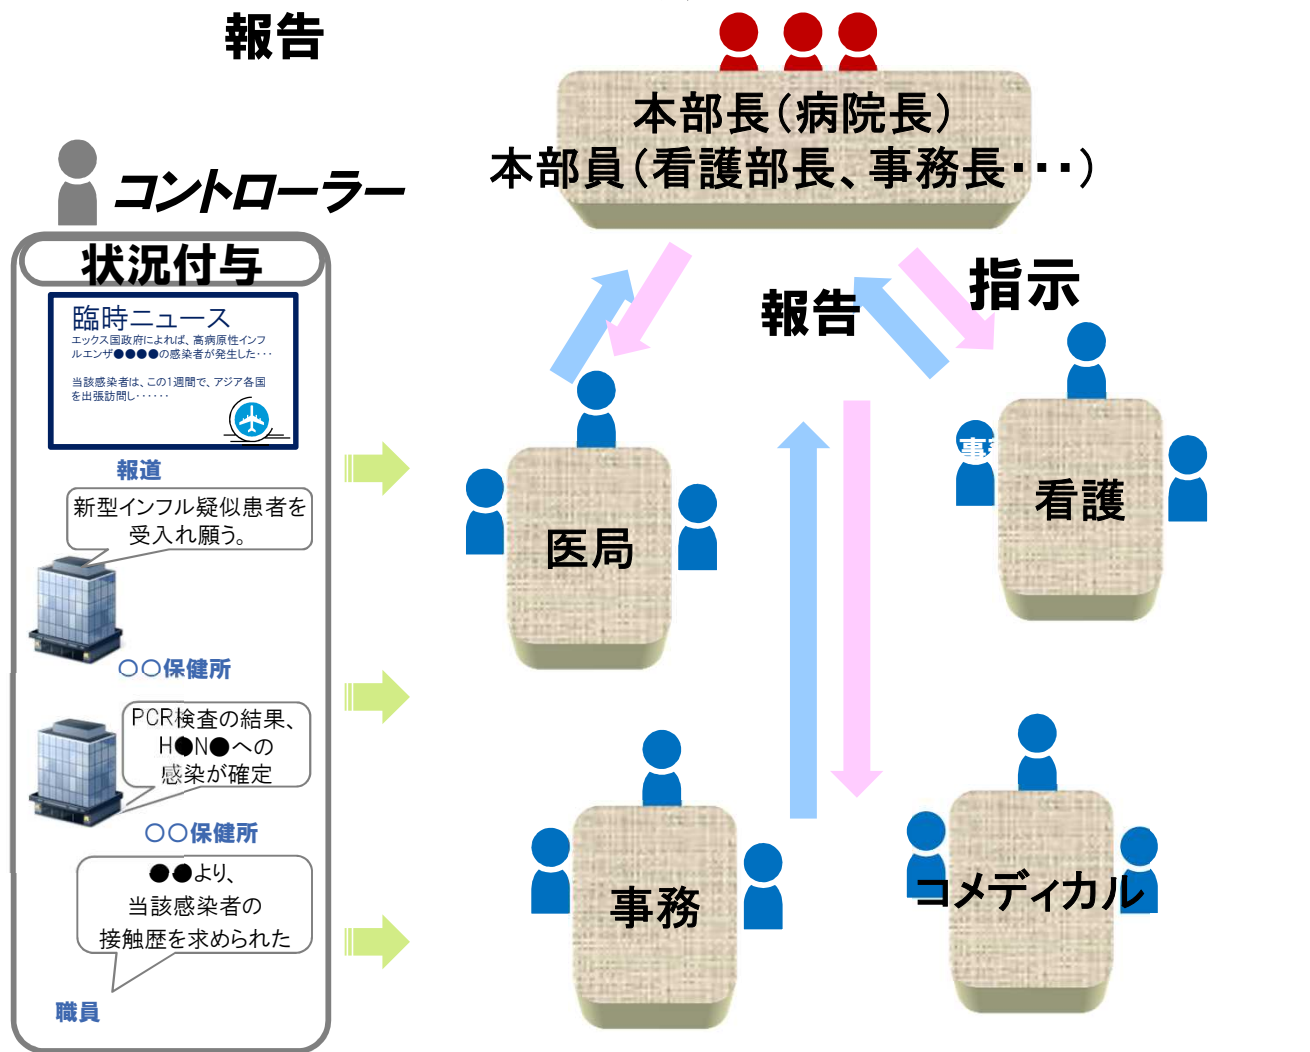 報告
本部長（病院長）
本部員（看護部長、事務長・・・）
コントローラー
状況付与
臨時ニュース
エックス国政府によれば、高病原性インフ
ルエンザ●●●●の感染者が発生した・・・
当該感染者は、この1週間で、アジア各国
を出張訪問し・・・・・・
報道
新型インフル疑似患者を
受入れ願う。
〇〇保健所
PCR検査の結果、
H●N●への
感染が確定
〇〇保健所
●●より、
当該感染者の
接触歴を求められた
職員
報告
指示
医局
看護
事務
コメディカル